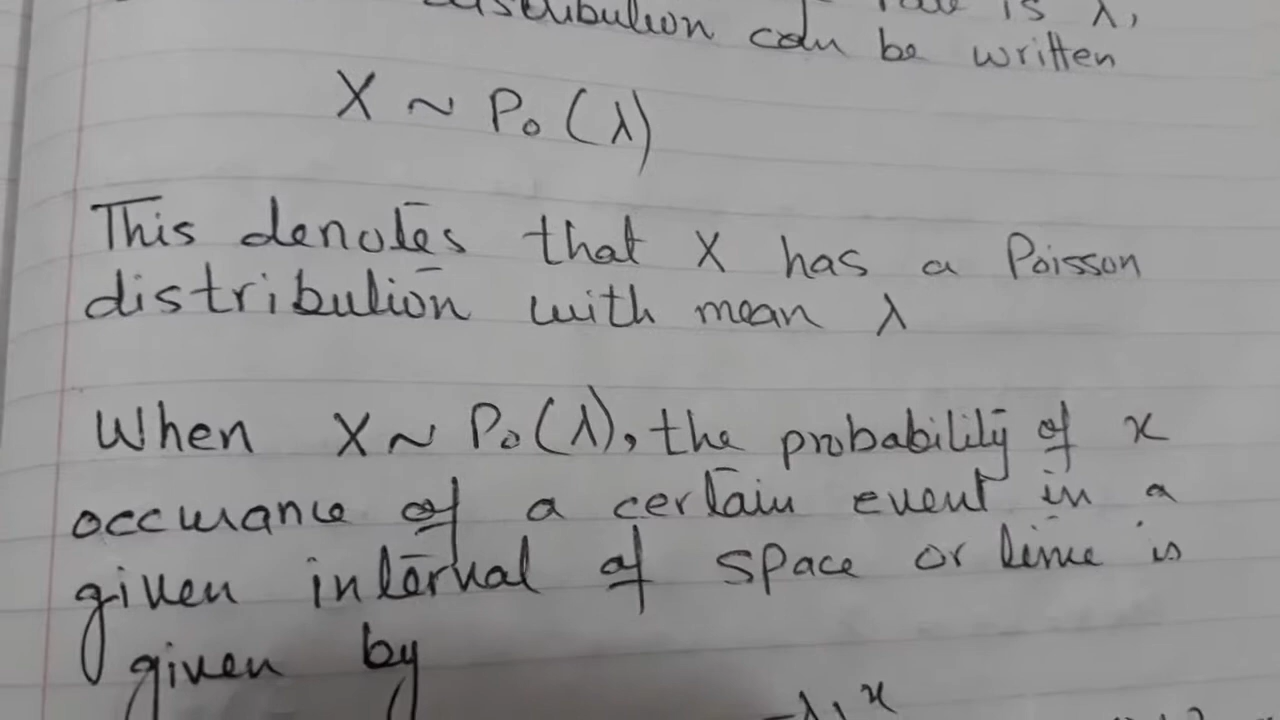 distribution can be written
X ~ Po (λ)
This denotes that X has a Poisson
distribution with mean λ
When X ~ Po(λ), the probability of x
occurance of a certain event in a
given interval of space or time is
given by